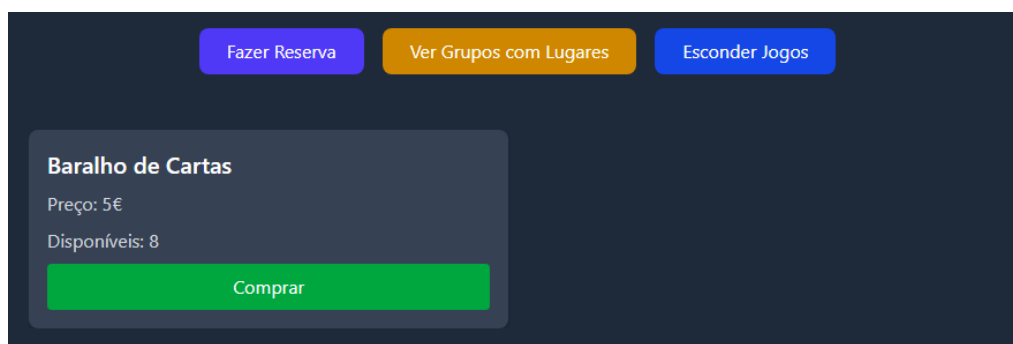 Fazer Reserva
Ver Grupos com Lugares
Esconder Jogos
Baralho de Cartas
Preço: 5€
Disponíveis: 8
Comprar